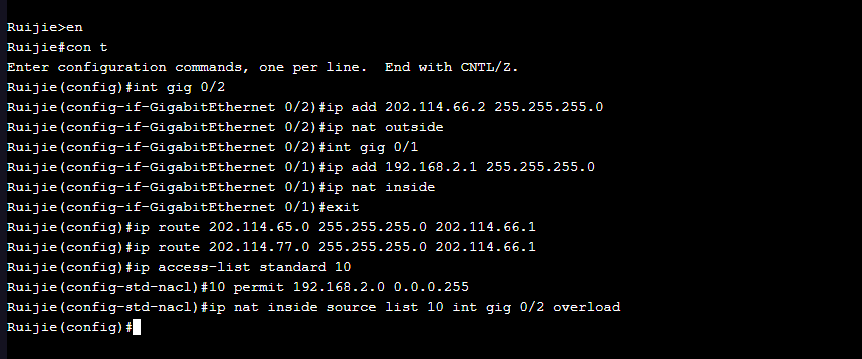 Ruijie>en
Ruijie#con t
Enter configuration commands, one per line.  End with CNTL/Z.
Ruijie(config)#int gig 0/2
Ruijie(config-if-GigabitEthernet 0/2)#ip add 202.114.66.2 255.255.255.0
Ruijie(config-if-GigabitEthernet 0/2)#ip nat outside
Ruijie(config-if-GigabitEthernet 0/2)#int gig 0/1
Ruijie(config-if-GigabitEthernet 0/1)#ip add 192.168.2.1 255.255.255.0
Ruijie(config-if-GigabitEthernet 0/1)#ip nat inside
Ruijie(config-if-GigabitEthernet 0/1)#exit
Ruijie(config)#ip route 202.114.65.0 255.255.255.0 202.114.66.1
Ruijie(config)#ip route 202.114.77.0 255.255.255.0 202.114.66.1
Ruijie(config)#ip access-list standard 10
Ruijie(config-std-nacl)#10 permit 192.168.2.0 0.0.0.255
Ruijie(config-std-nacl)#ip nat inside source list 10 int gig 0/2 overload
Ruijie(config)#